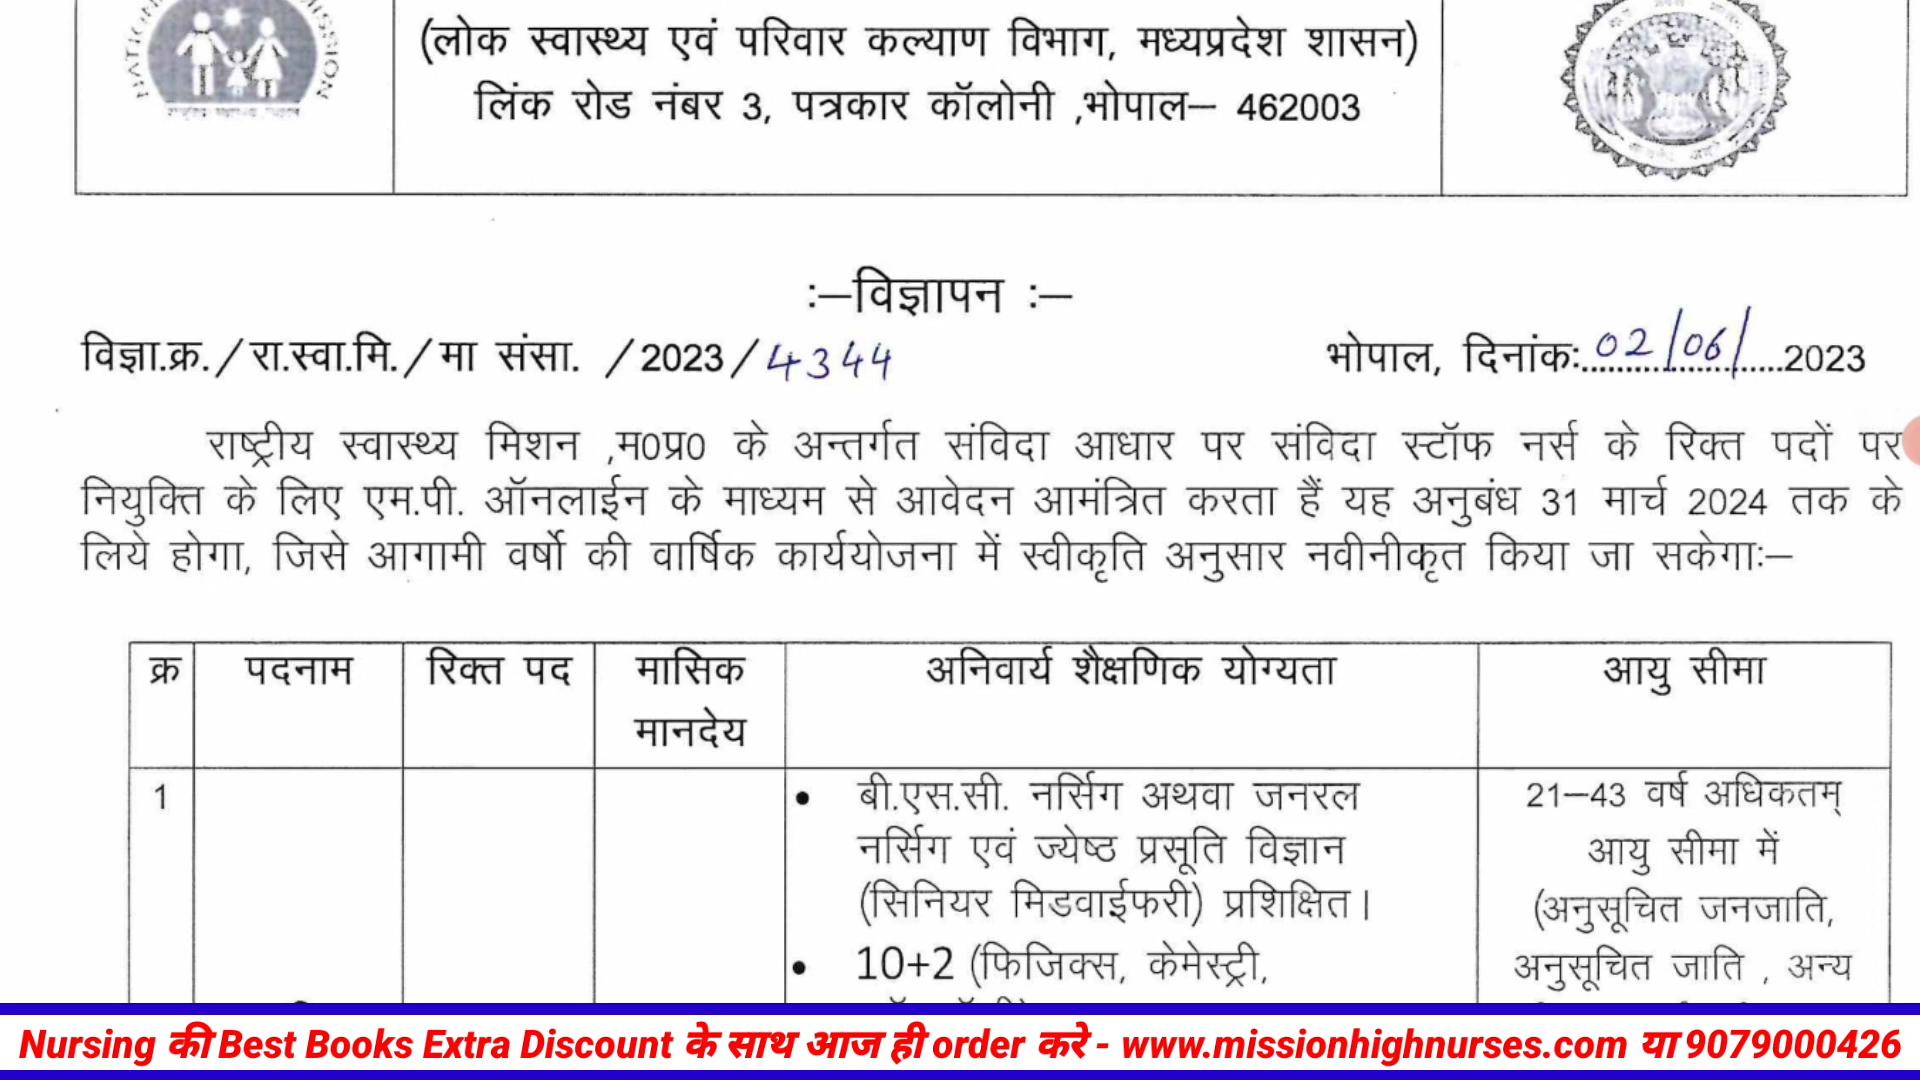 (लोक स्वास्थ्य एवं परिवार कल्याण विभाग, मध्यप्रदेश शासन)
लिंक रोड नंबर 3, पत्रकार कॉलोनी ,भोपाल– 462003
:–विज्ञापन :–
विज्ञा.क्र./रा.स्वा.मि./मा संसा. /2023/4344 भोपाल, दिनांक:02/06/2023
राष्ट्रीय स्वास्थ्य मिशन ,म0प्र0 के अन्तर्गत संविदा आधार पर संविदा स्टॉफ नर्स के रिक्त पदों पर
नियुक्ति के लिए एम.पी. ऑनलाईन के माध्यम से आवेदन आमंत्रित करता हैं यह अनुबंध 31 मार्च 2024 तक के
लिये होगा, जिसे आगामी वर्षो की वार्षिक कार्ययोजना में स्वीकृति अनुसार नवीनीकृत किया जा सकेगाः–
क्र पदनाम रिक्त पद मासिक मानदेय अनिवार्य शैक्षणिक योग्यता आयु सीमा
1
• बी.एस.सी. नर्सिग अथवा जनरल
नर्सिग एवं ज्येष्ठ प्रसूति विज्ञान
(सिनियर मिडवाईफरी) प्रशिक्षित।
• 10+2 (फिजिक्स, केमेस्ट्री,
21–43 वर्ष अधिकतम्
आयु सीमा में
(अनुसूचित जनजाति,
अनुसूचित जाति , अन्य
Nursing की Best Books Extra Discount के साथ आज ही order करे - www.missionhighnurses.com या 9079000426